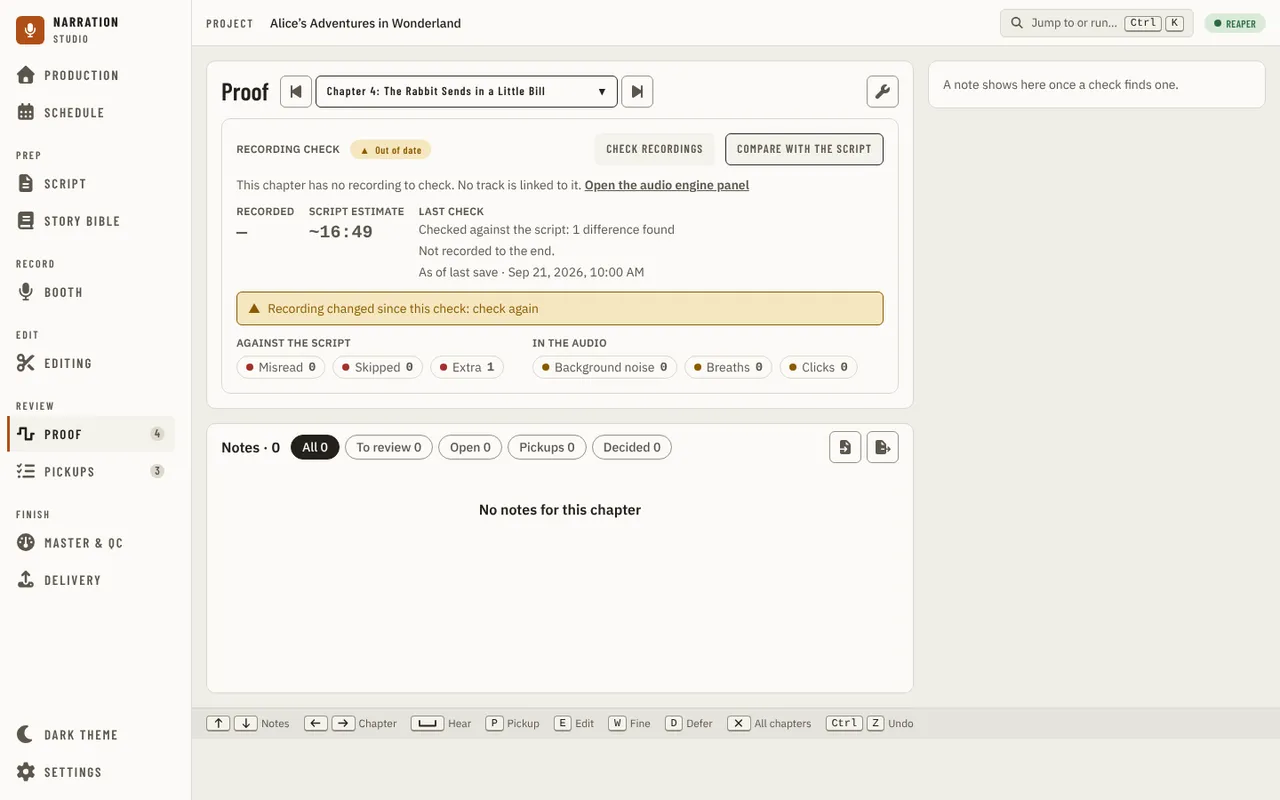 NARRATION
STUDIO
PRODUCTION
SCHEDULE
PREP
SCRIPT
STORY BIBLE
RECORD
BOOTH
EDIT
EDITING
REVIEW
PROOF 4
PICKUPS 3
FINISH
MASTER & QC
DELIVERY
DARK THEME
SETTINGS
PROJECT Alice's Adventures in Wonderland
Jump to or run... Ctrl K
REAPER
Proof
Chapter 4: The Rabbit Sends in a Little Bill
RECORDING CHECK Out of date
CHECK RECORDINGS COMPARE WITH THE SCRIPT
This chapter has no recording to check. No track is linked to it. Open the audio engine panel
RECORDED SCRIPT ESTIMATE LAST CHECK
— ~16:49 Checked against the script: 1 difference found
Not recorded to the end.
As of last save · Sep 21, 2026, 10:00 AM
Recording changed since this check: check again
AGAINST THE SCRIPT IN THE AUDIO
Misread 0 Skipped 0 Extra 1 Background noise 0 Breaths 0 Clicks 0
Notes · 0 All 0 To review 0 Open 0 Pickups 0 Decided 0
No notes for this chapter
A note shows here once a check finds one.
↑ ↓ Notes ← → Chapter Hear P Pickup E Edit W Fine D Defer ✕ All chapters Ctrl Z Undo